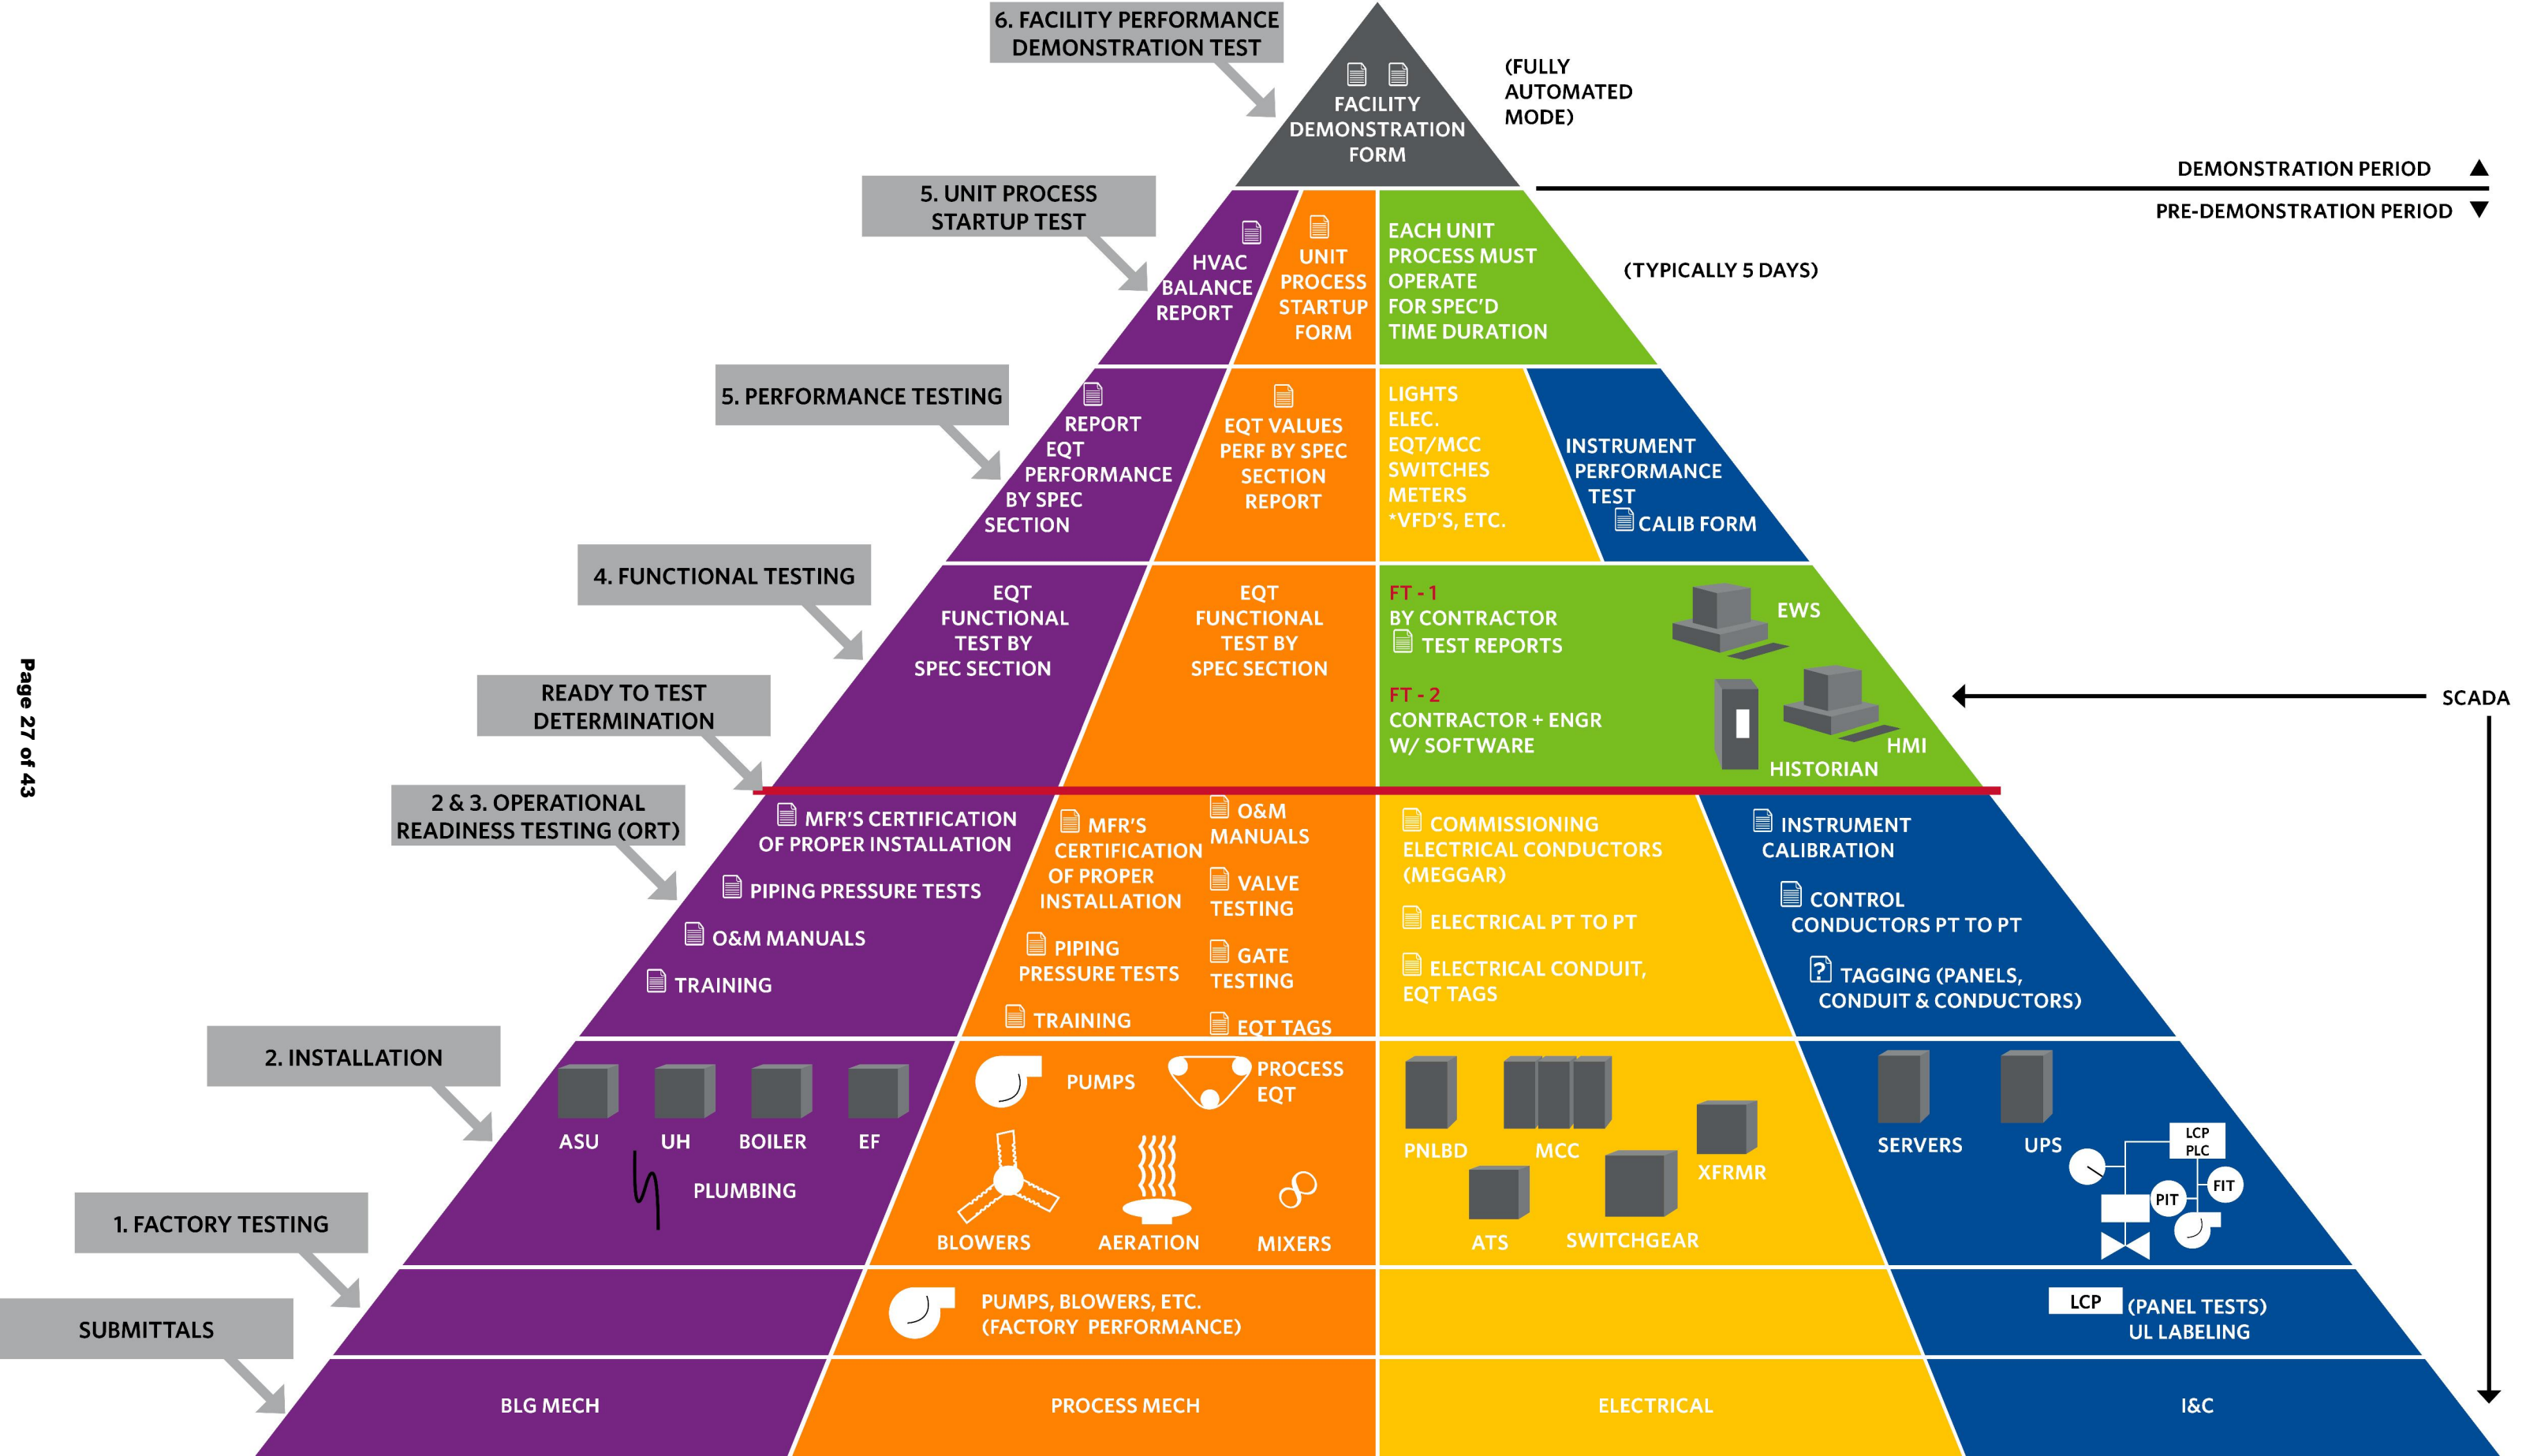 6. FACILITY PERFORMANCE
DEMONSTRATION TEST
FACILITY
DEMONSTRATION
FORM
(FULLY
AUTOMATED
MODE)
DEMONSTRATION PERIOD
PRE-DEMONSTRATION PERIOD
5. UNIT PROCESS
STARTUP TEST
HVAC
BALANCE
REPORT
UNIT
PROCESS
STARTUP
FORM
EACH UNIT
PROCESS MUST
OPERATE
FOR SPEC'D
TIME DURATION
(TYPICALLY 5 DAYS)
5. PERFORMANCE TESTING
REPORT
EQT
PERFORMANCE
BY SPEC
SECTION
EQT VALUES
PERF BY SPEC
SECTION
REPORT
LIGHTS
ELEC.
EQT/MCC
SWITCHES
METERS
*VFD'S, ETC.
INSTRUMENT
PERFORMANCE
TEST
CALIB FORM
4. FUNCTIONAL TESTING
EQT
FUNCTIONAL
TEST BY
SPEC SECTION
EQT
FUNCTIONAL
TEST BY
SPEC SECTION
FT - 1
BY CONTRACTOR
TEST REPORTS
FT - 2
CONTRACTOR + ENGR
W/ SOFTWARE
EWS
HMI
HISTORIAN
SCADA
READY TO TEST
DETERMINATION
2 & 3. OPERATIONAL
READINESS TESTING (ORT)
MFR'S CERTIFICATION
OF PROPER INSTALLATION
PIPING PRESSURE TESTS
O&M MANUALS
TRAINING
MFR'S
CERTIFICATION
OF PROPER
INSTALLATION
PIPING
PRESSURE TESTS
TRAINING
O&M
MANUALS
VALVE
TESTING
GATE
TESTING
EQT TAGS
COMMISSIONING
ELECTRICAL CONDUCTORS
(MEGGAR)
ELECTRICAL PT TO PT
ELECTRICAL CONDUIT,
EQT TAGS
INSTRUMENT
CALIBRATION
CONTROL
CONDUCTORS PT TO PT
? TAGGING (PANELS,
CONDUIT & CONDUCTORS)
2. INSTALLATION
ASU
UH
BOILER
EF
PLUMBING
PUMPS
PROCESS
EQT
BLOWERS
AERATION
MIXERS
PNLBD
MCC
XFRMR
ATS
SWITCHGEAR
SERVERS
UPS
LCP
PLC
PIT
FIT
1. FACTORY TESTING
PUMPS, BLOWERS, ETC.
(FACTORY PERFORMANCE)
LCP (PANEL TESTS)
UL LABELING
SUBMITTALS
BLG MECH
PROCESS MECH
ELECTRICAL
I&C
Page 27 of 43